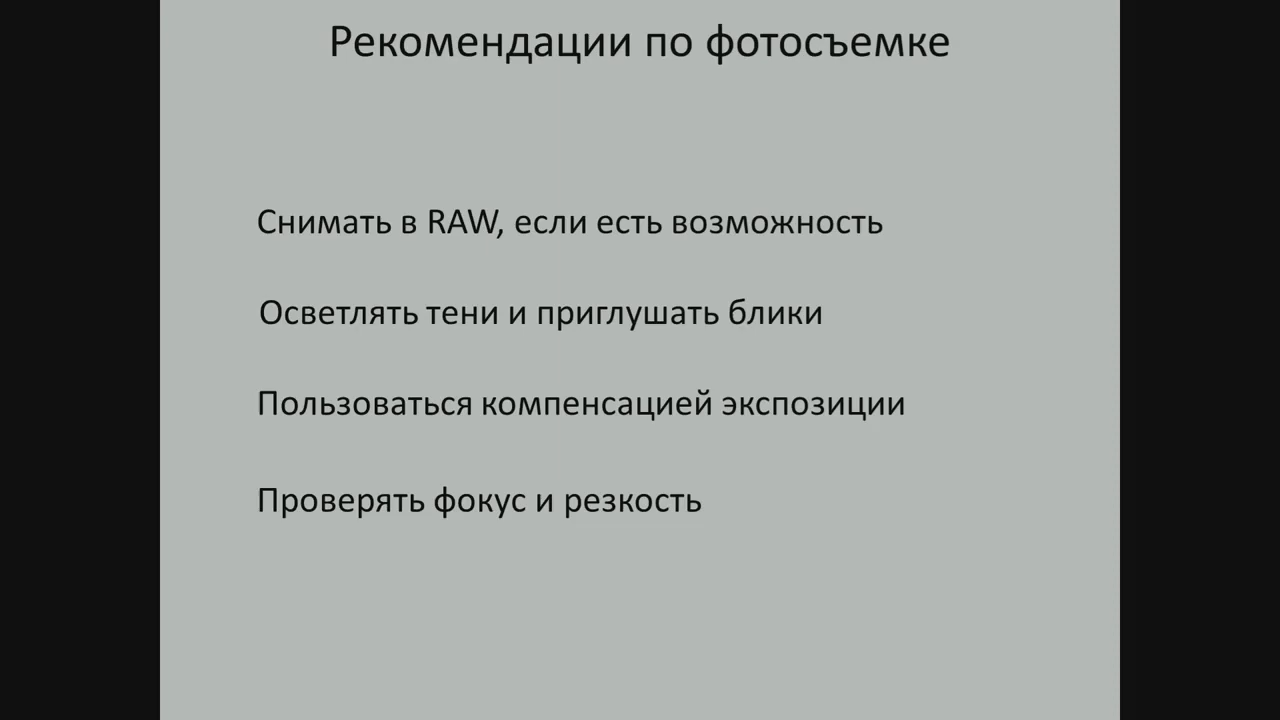 Рекомендации по фотосъемке
Снимать в RAW, если есть возможность
Осветлять тени и приглушать блики
Пользоваться компенсацией экспозиции
Проверять фокус и резкость